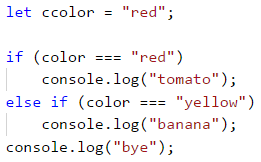 let ccolor = "red";
if (color === "red")
console.log("tomato");
else if (color === "yellow")
console.log("banana");
console.log("bye");